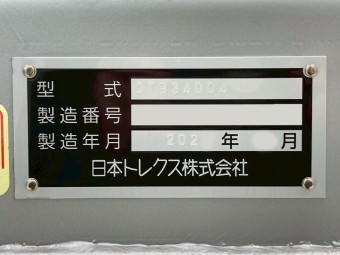 型 式 CTB34004
製造番号
製造年月 202 年 月
日本トレクス株式会社